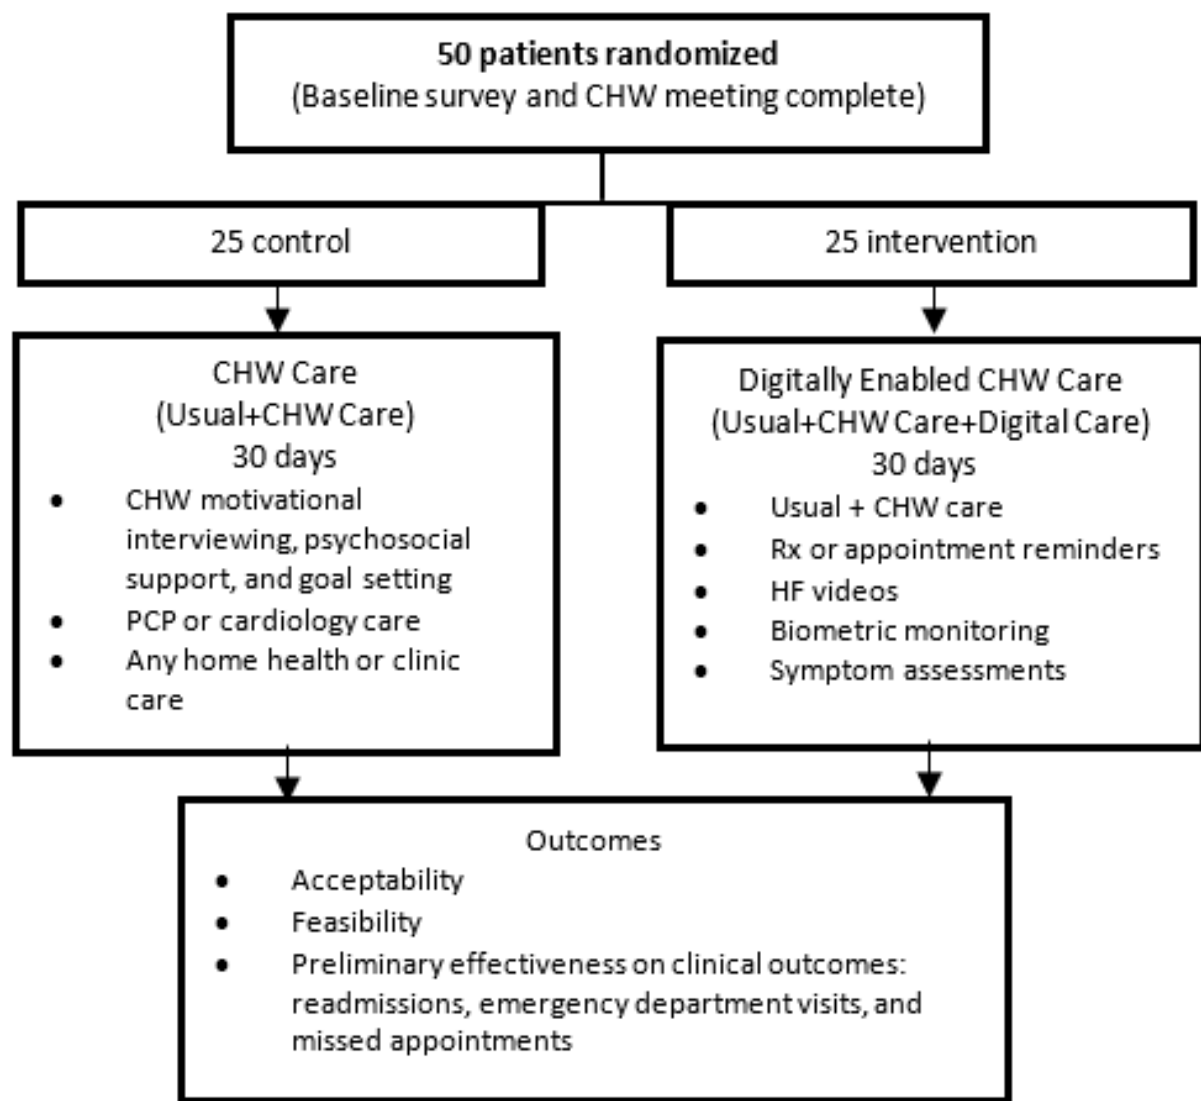 50 patients randomized
(Baseline survey and CHW meeting complete)
25 control
25 intervention
CHW Care
(Usual+CHW Care)
30 days
• CHW motivational
interviewing, psychosocial
support, and goal setting
• PCP or cardiology care
• Any home health or clinic
care
Digitally Enabled CHW Care
(Usual+CHW Care+Digital Care)
30 days
• Usual + CHW care
• Rx or appointment reminders
• HF videos
• Biometric monitoring
• Symptom assessments
Outcomes
• Acceptability
• Feasibility
• Preliminary effectiveness on clinical outcomes:
readmissions, emergency department visits, and
missed appointments